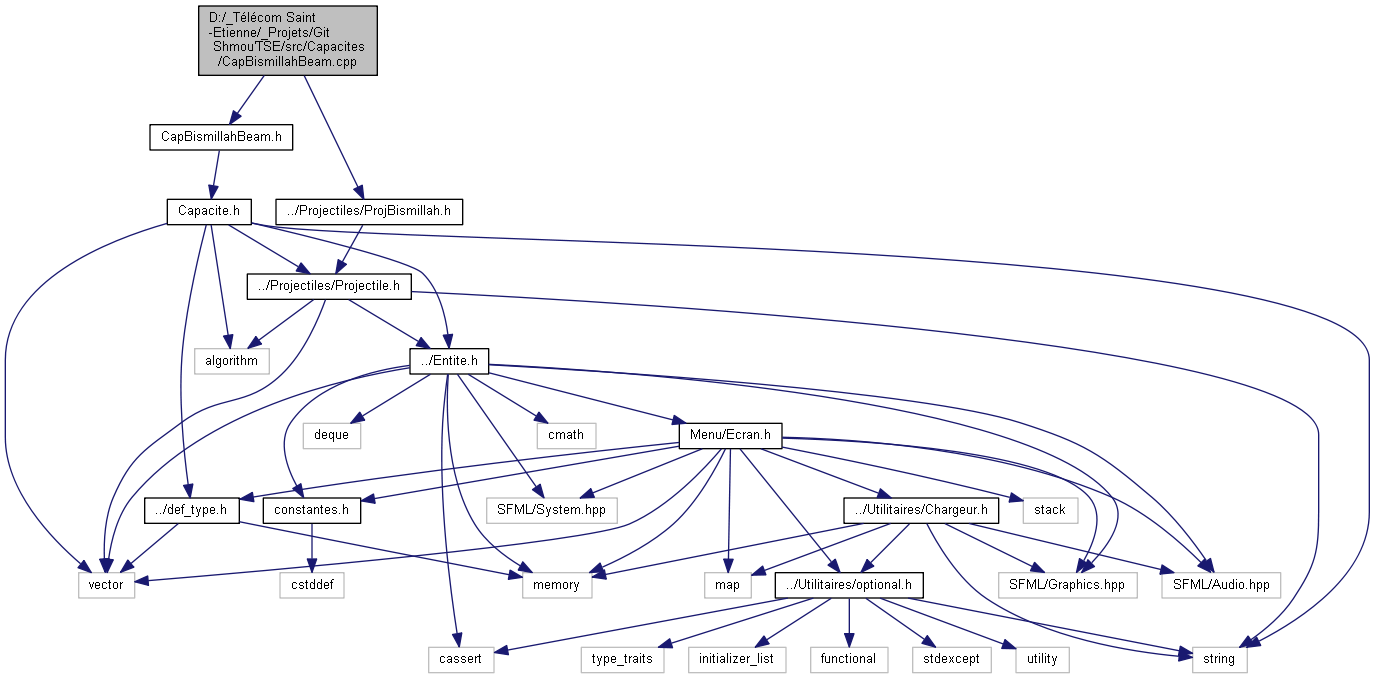 D:/_Télécom Saint
-Etienne/_Projets/Git
Shmou'TSE/src/Capacites
/CapBismillahBeam.cpp
CapBismillahBeam.h
Capacite.h
../Projectiles/ProjBismillah.h
../Projectiles/Projectile.h
algorithm
../Entite.h
deque
cmath
Menu/Ecran.h
../def_type.h
constantes.h
SFML/System.hpp
../Utilitaires/Chargeur.h
stack
vector
cstddef
memory
map
../Utilitaires/optional.h
SFML/Graphics.hpp
SFML/Audio.hpp
cassert
type_traits
initializer_list
functional
stdexcept
utility
string